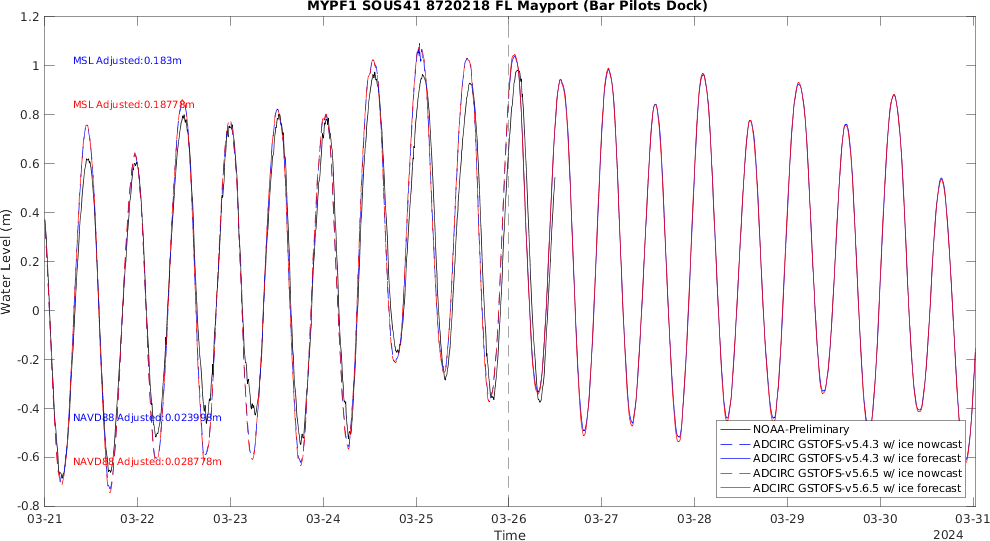 MYPF1 SOUS41 8720218 FL Mayport (Bar Pilots Dock)
1.2
1
0.8
0.6
0.4
0.2
0
-0.2
-0.4
-0.6
-0.8
Water Level (m)
MSL Adjusted:0.183m
MSL Adjusted:0.18778m
NAVD88 Adjusted:0.023998m
NAVD88 Adjusted:0.028778m
NOAA-Preliminary
ADCIRC GSTOFS-v5.4.3 w/ ice nowcast
ADCIRC GSTOFS-v5.4.3 w/ ice forecast
ADCIRC GSTOFS-v5.6.5 w/ ice nowcast
ADCIRC GSTOFS-v5.6.5 w/ ice forecast
03-21 03-22 03-23 03-24 03-25 03-26 03-27 03-28 03-29 03-30 03-31
Time
2024